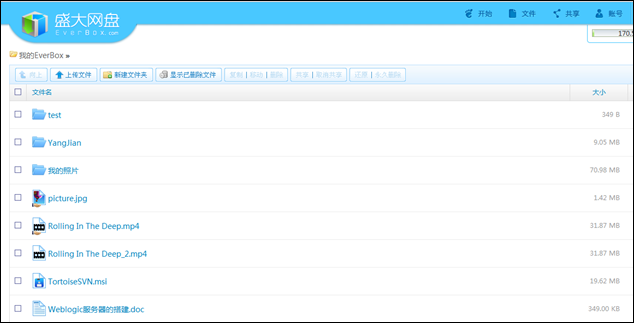 盛大网盘
EverBox.com
开始 文件 共享 账号
170.5
我的EverBox »
向上 上传文件 新建文件夹 显示已删除文件 复制 | 移动 | 删除 共享 | 取消共享 还原 | 永久删除
文件名 大小
test 349 B
YangJian 9.05 MB
我的照片 70.98 MB
picture.jpg 1.42 MB
Rolling In The Deep.mp4 31.87 MB
Rolling In The Deep_2.mp4 31.87 MB
TortoiseSVN.msi 19.62 MB
Weblogic服务器的搭建.doc 349.00 KB